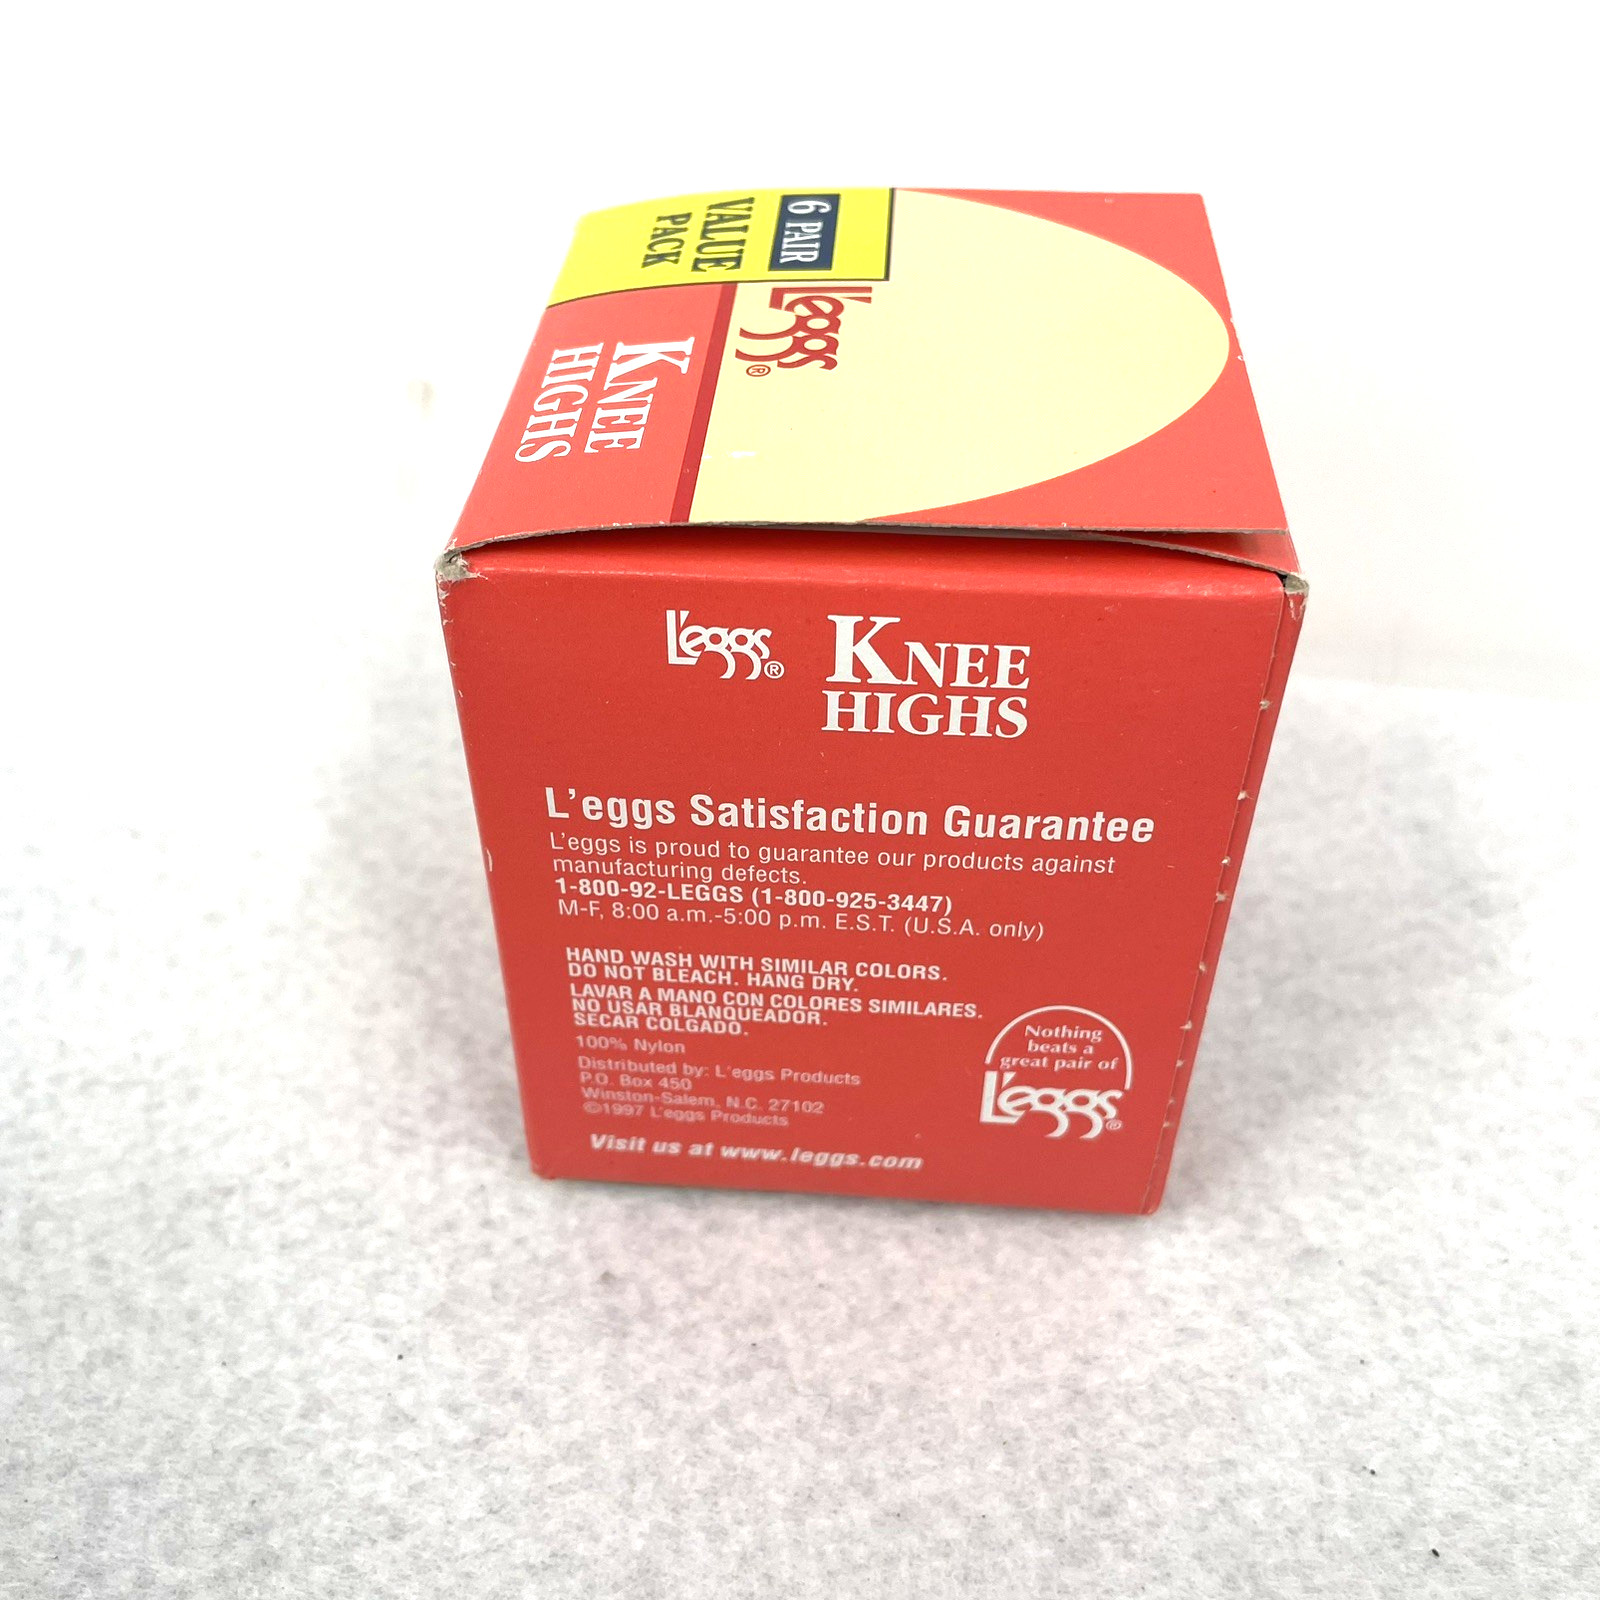 6 PAIR
VALUE
PACK
L'eggs®
KNEE
HIGHS
L'eggs®
KNEE
HIGHS
L'eggs Satisfaction Guarantee
L'eggs is proud to guarantee our products against
manufacturing defects.
1-800-92-LEGGS (1-800-925-3447)
M-F, 8:00 a.m.-5:00 p.m. E.S.T. (U.S.A. only)
HAND WASH WITH SIMILAR COLORS.
DO NOT BLEACH. HANG DRY.
LAVAR A MANO CON COLORES SIMILARES.
NO USAR BLANQUEADOR.
SECAR COLGADO.
100% Nylon
Distributed by: L'eggs Products
P.O. Box 450
Winston-Salem, N.C. 27102
©1997 L'eggs Products
Visit us at www.leggs.com
Nothing
beats a
great pair of
L'eggs®